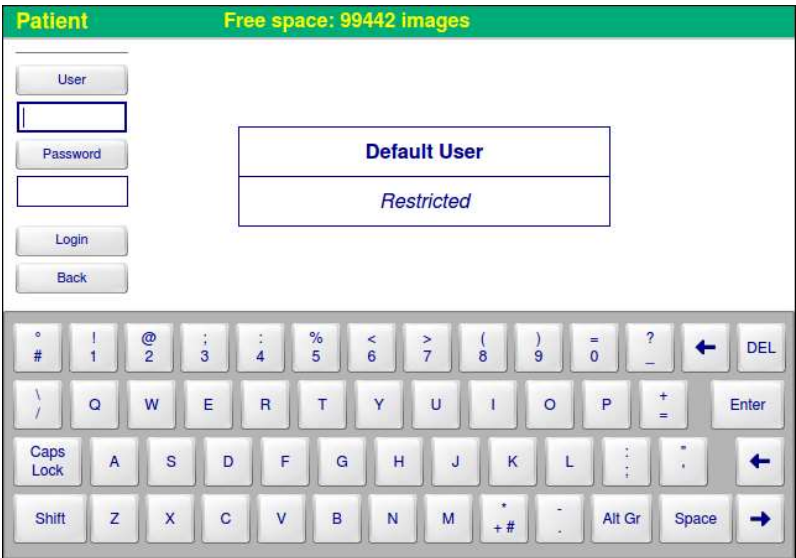 Patient Free space: 99442 images
User
Password
Login
Back
Default User
Restricted
° ! @ ; : % < > ( ) = ?
# 1 2 3 4 5 6 7 8 9 0 _ ← DEL
\ +
/ Q W E R T Y U I O P = Enter
Caps Lock A S D F G H J K L : ; " ' ←
* -
Shift Z X C V B N M + # . Alt Gr Space →